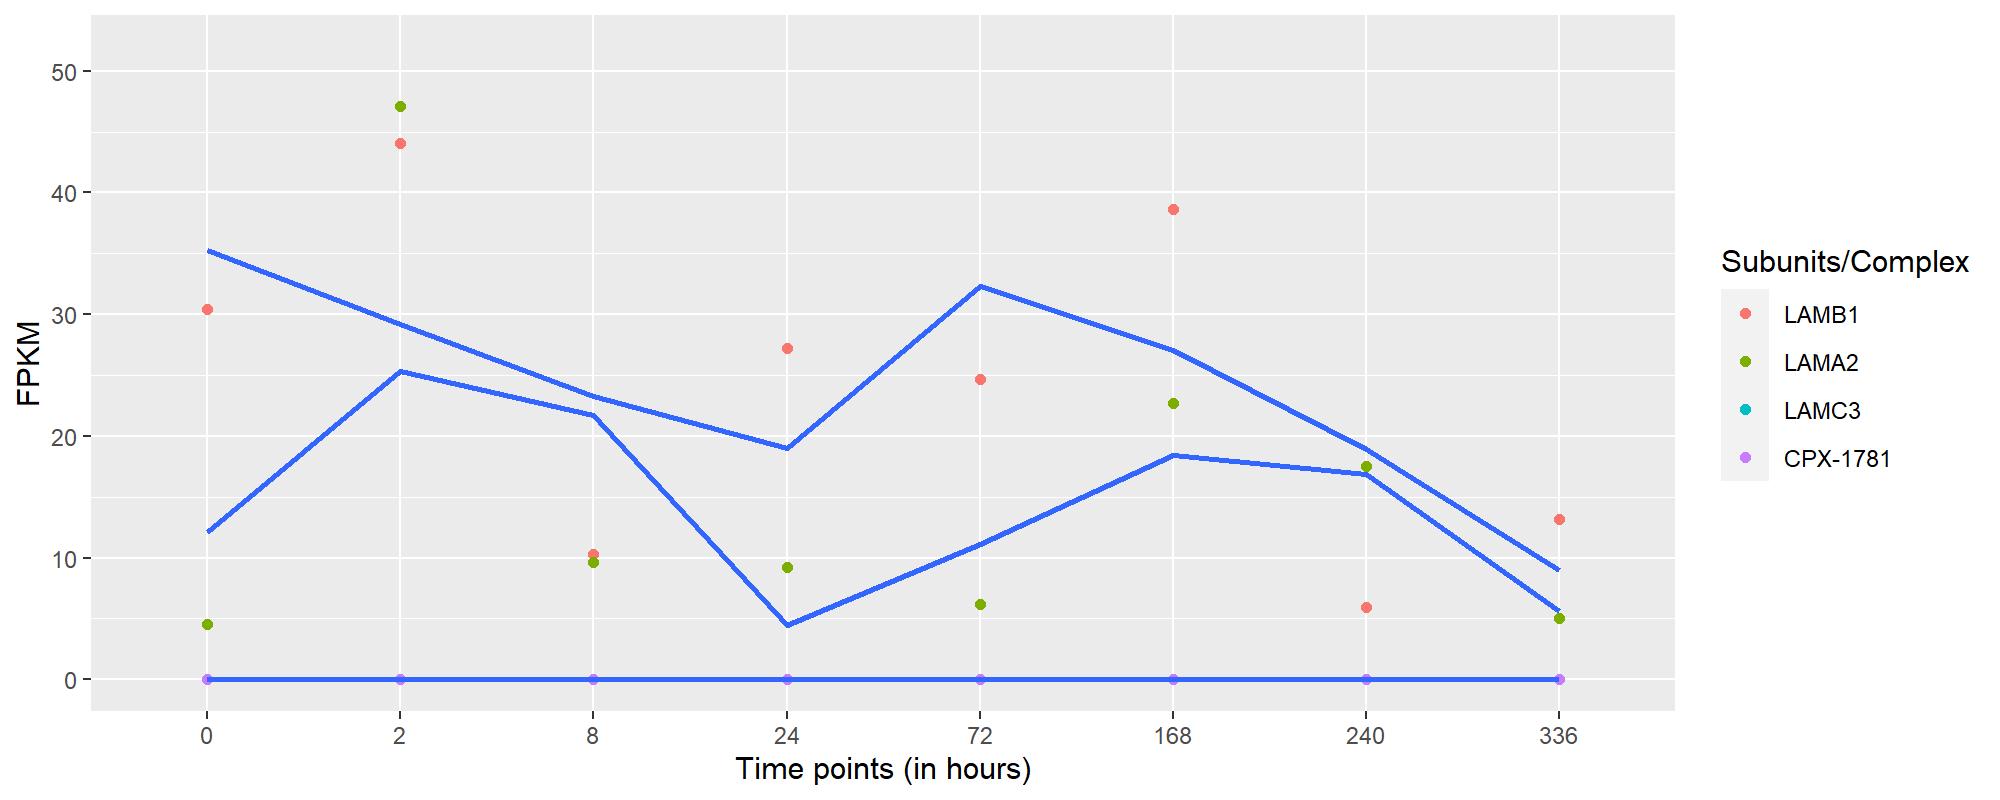 50
40
30
20
10
0
FPKM
0 2 8 24 72 168 240 336
Time points (in hours)
Subunits/Complex
LAMB1
LAMA2
LAMC3
CPX-1781